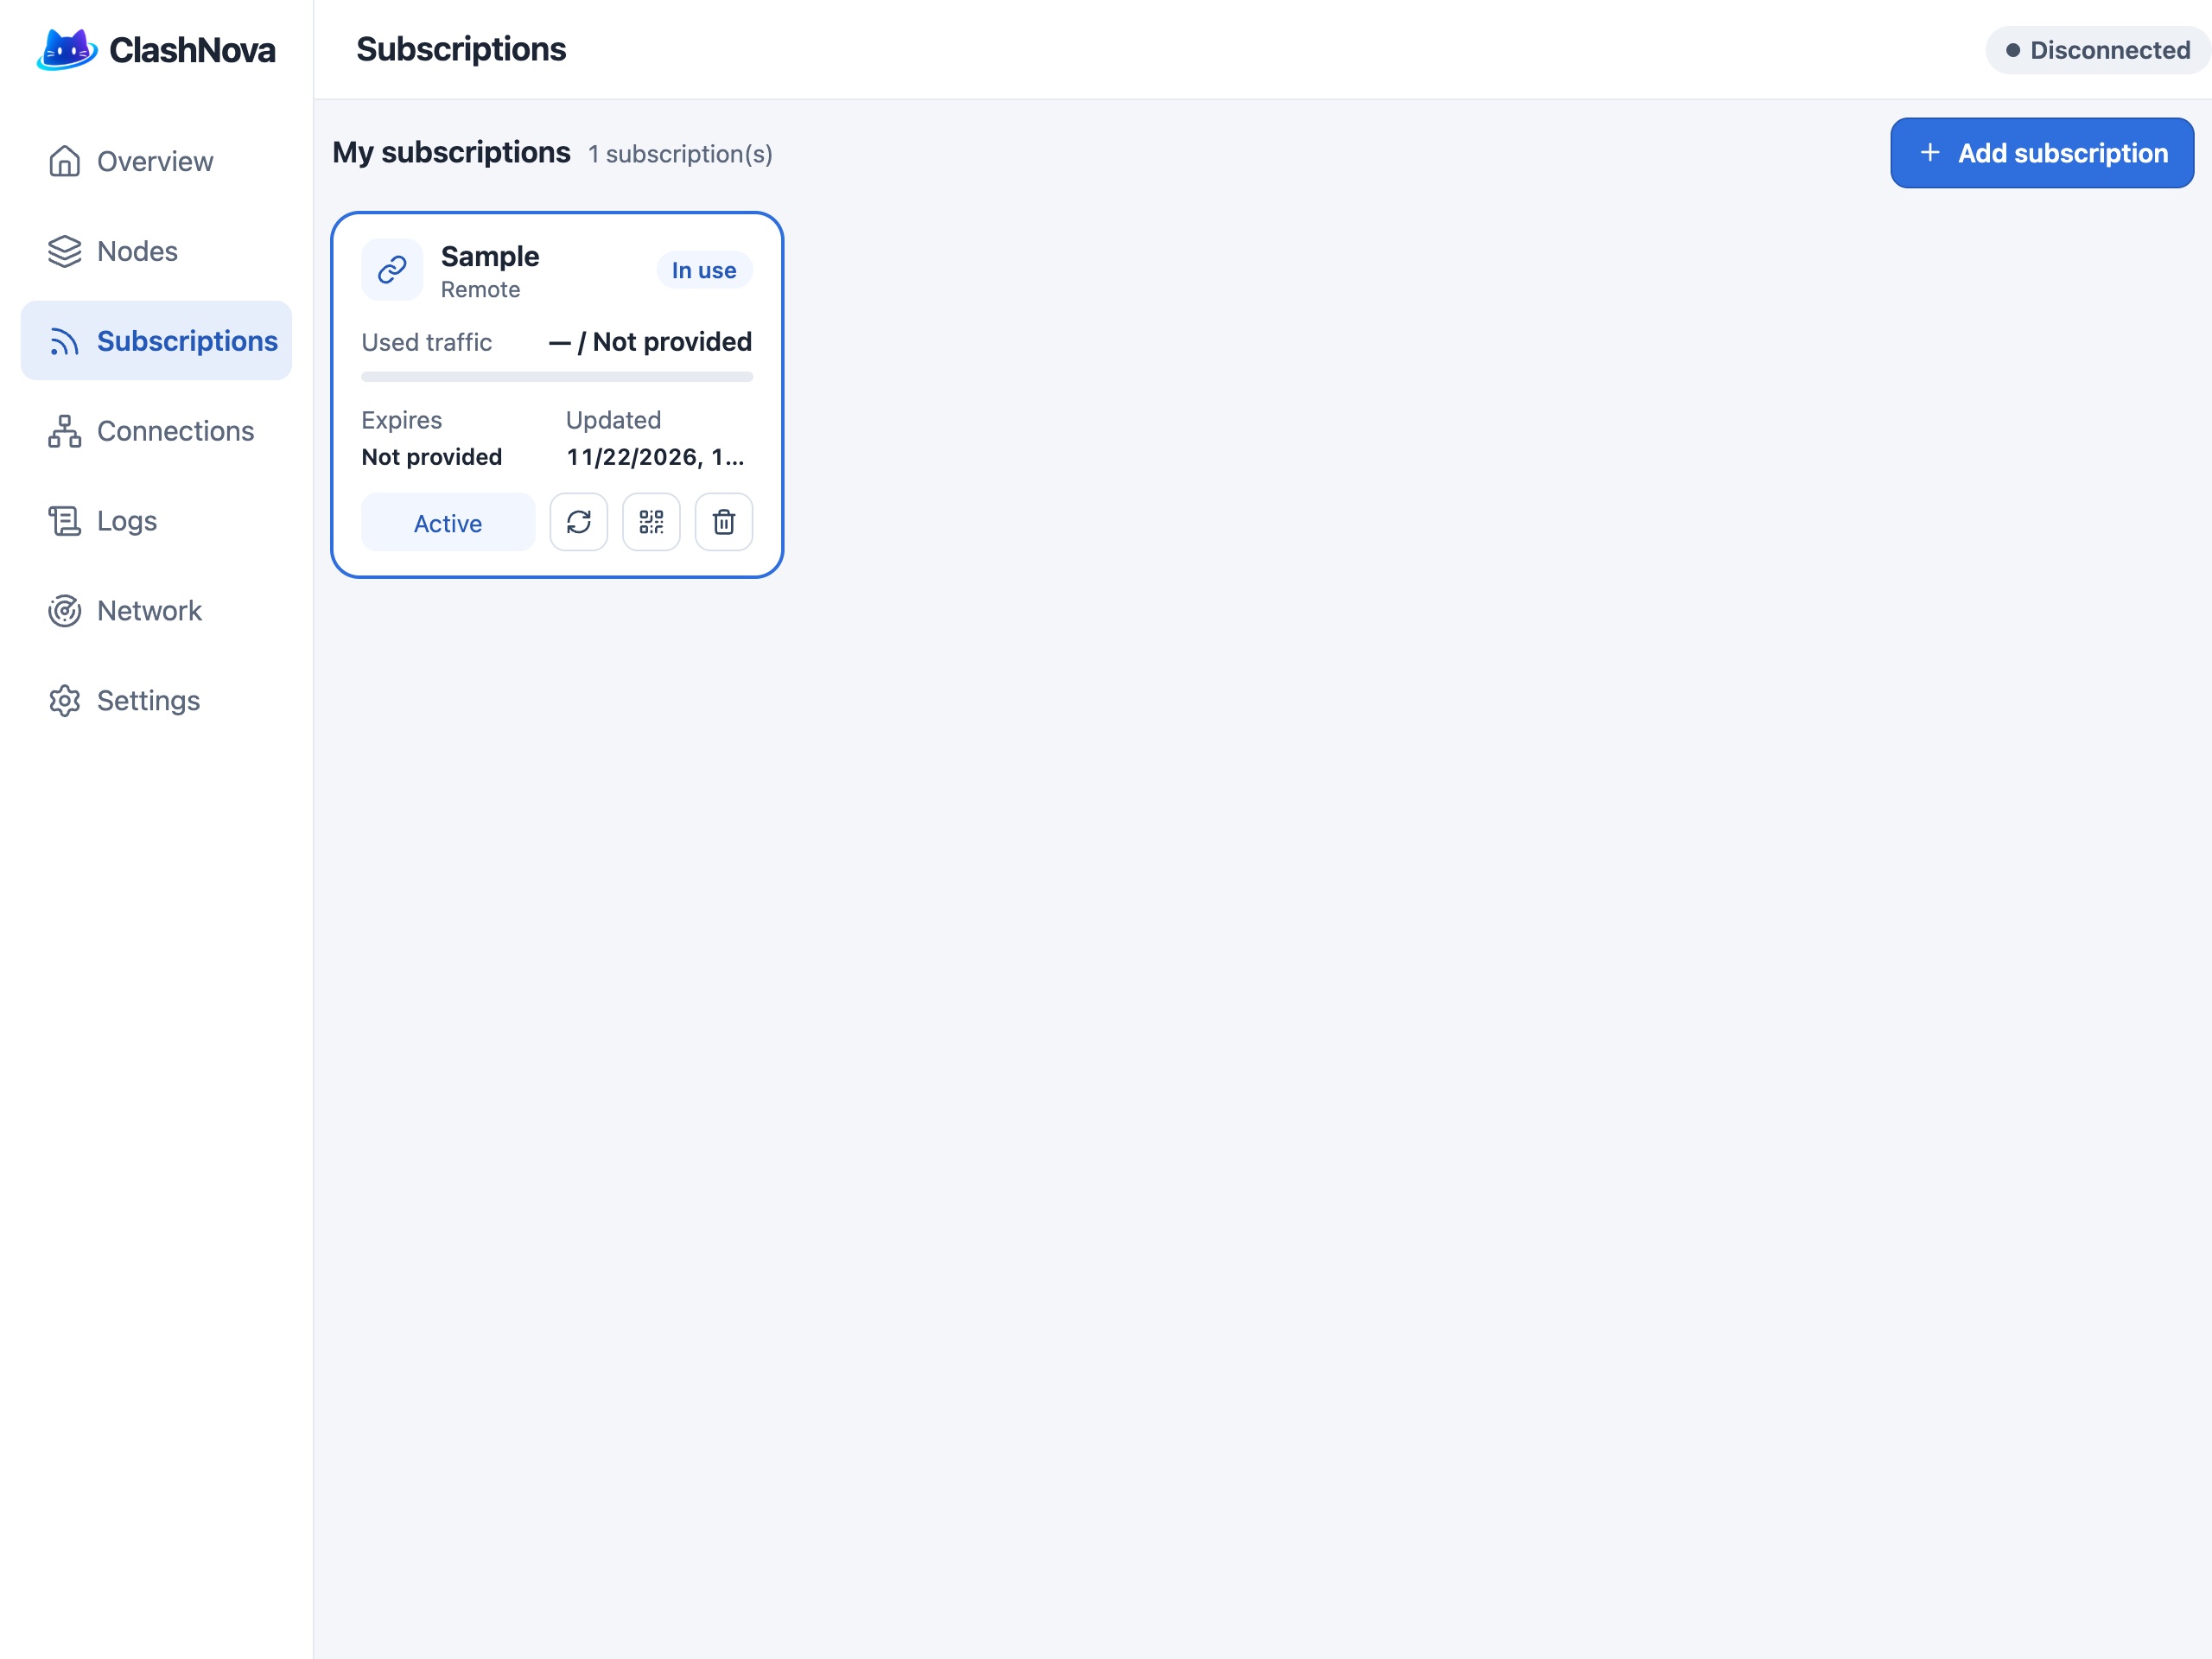 ClashNova
Overview
Nodes
Subscriptions
Connections
Logs
Network
Settings
Subscriptions
Disconnected
My subscriptions 1 subscription(s)
Add subscription
Sample
Remote
In use
Used traffic — / Not provided
Expires Updated
Not provided 11/22/2026, 1...
Active